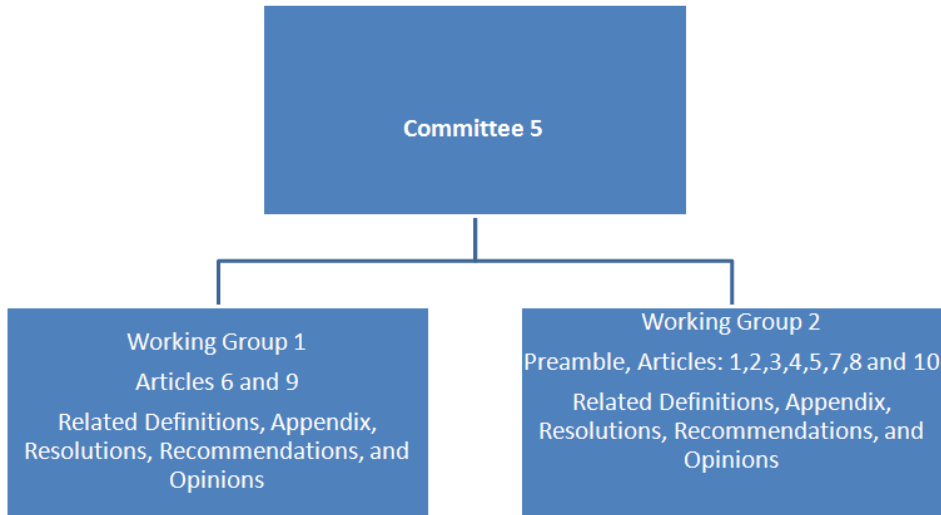 Committee 5
Working Group 1
Articles 6 and 9
Related Definitions, Appendix,
Resolutions, Recommendations, and
Opinions
Working Group 2
Preamble, Articles: 1,2,3,4,5,7,8 and 10
Related Definitions, Appendix,
Resolutions, Recommendations, and
Opinions